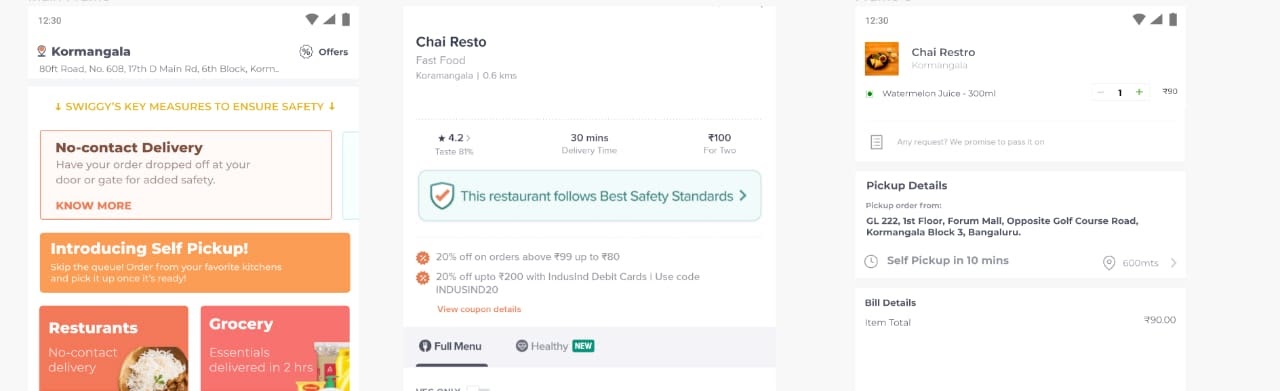 12:30
Kormangala
Offers
80ft Road, No. 608, 17th D Main Rd, 6th Block, Korm..
↓ SWIGGY'S KEY MEASURES TO ENSURE SAFETY ↓
No-contact Delivery
Have your order dropped off at your
door or gate for added safety.
KNOW MORE
Introducing Self Pickup!
Skip the queue! Order from your favorite kitchens
and pick it up once it's ready!
Resturants
No-contact
delivery
Grocery
Essentials
delivered in 2 hrs
Chai Resto
Fast Food
Koramangala | 0.6 kms
★ 4.2 >
Taste 81%
30 mins
Delivery Time
₹100
For Two
This restaurant follows Best Safety Standards >
20% off on orders above ₹99 up to ₹80
20% off upto ₹200 with IndusInd Debit Cards | Use code
INDUSIND20
View coupon details
Full Menu
Healthy NEW
12:30
Chai Restro
Kormangala
Watermelon Juice - 300ml
− 1 +
₹90
Any request? We promise to pass it on
Pickup Details
Pickup order from:
GL 222, 1st Floor, Forum Mall, Opposite Golf Course Road,
Kormangala Block 3, Bangaluru.
Self Pickup in 10 mins
600mts >
Bill Details
Item Total
₹90.00